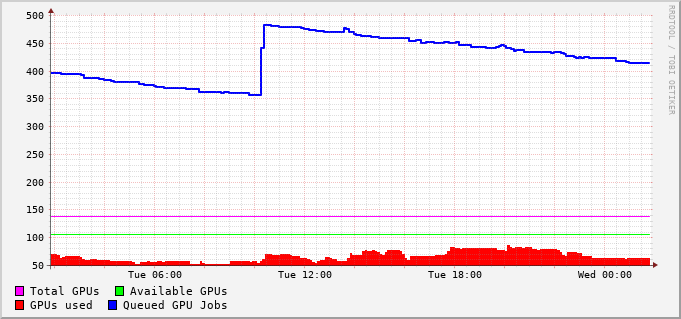 500
450
400
350
300
250
200
150
100
50
Tue 06:00 Tue 12:00 Tue 18:00 Wed 00:00
Total GPUs Available GPUs
GPUs used Queued GPU Jobs
RRDTOOL / TOBI OETIKER